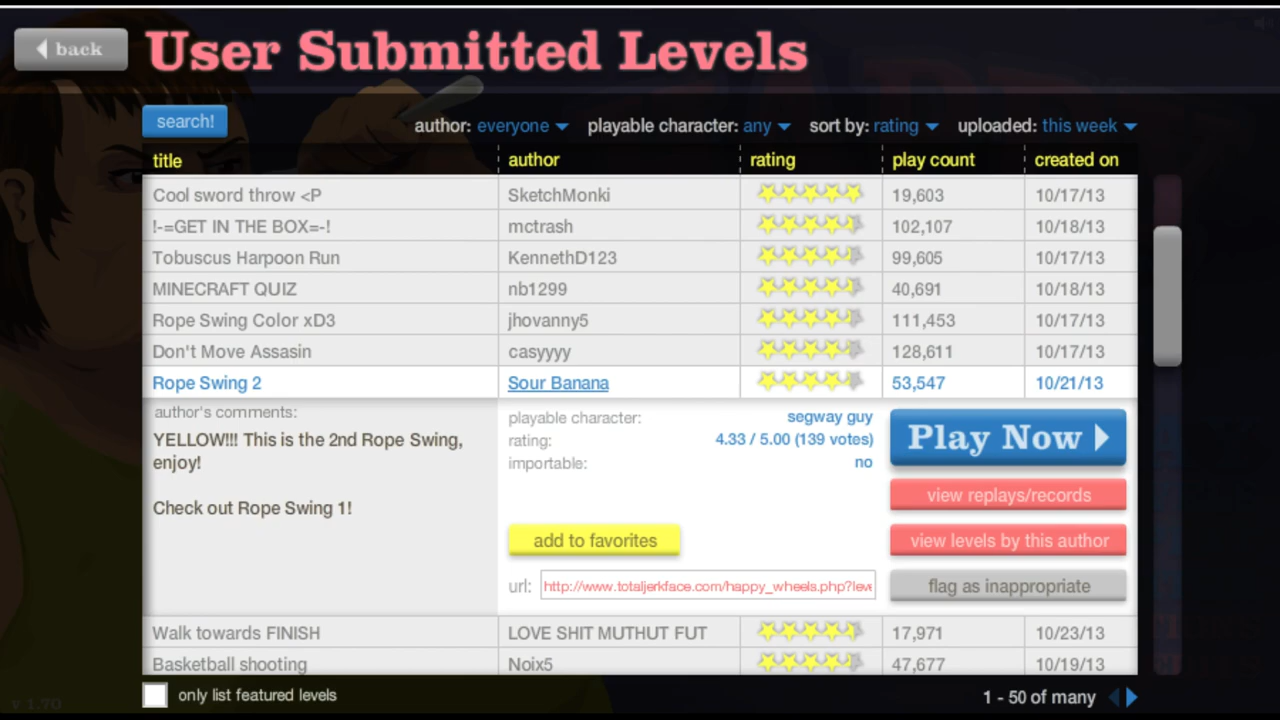 back
User Submitted Levels
search!
author: everyone playable character: any sort by: rating uploaded: this week
title author rating play count created on
Cool sword throw <P SketchMonki 19,603 10/17/13
!-=GET IN THE BOX=-! mctrash 102,107 10/18/13
Tobuscus Harpoon Run KennethD123 99,605 10/17/13
MINECRAFT QUIZ nb1299 40,691 10/18/13
Rope Swing Color xD3 jhovanny5 111,453 10/17/13
Don't Move Assasin casyyyy 128,611 10/17/13
Rope Swing 2 Sour Banana 53,547 10/21/13
author's comments:
YELLOW!!! This is the 2nd Rope Swing,
enjoy!
Check out Rope Swing 1!
playable character: segway guy
rating: 4.33 / 5.00 (139 votes)
importable: no
add to favorites
url: http://www.totaljerkface.com/happy_wheels.php?leve
Play Now
view replays/records
view levels by this author
flag as inappropriate
Walk towards FINISH LOVE SHIT MUTHUT FUT 17,971 10/23/13
Basketball shooting Noix5 47,677 10/19/13
only list featured levels
1 - 50 of many
v 1.70